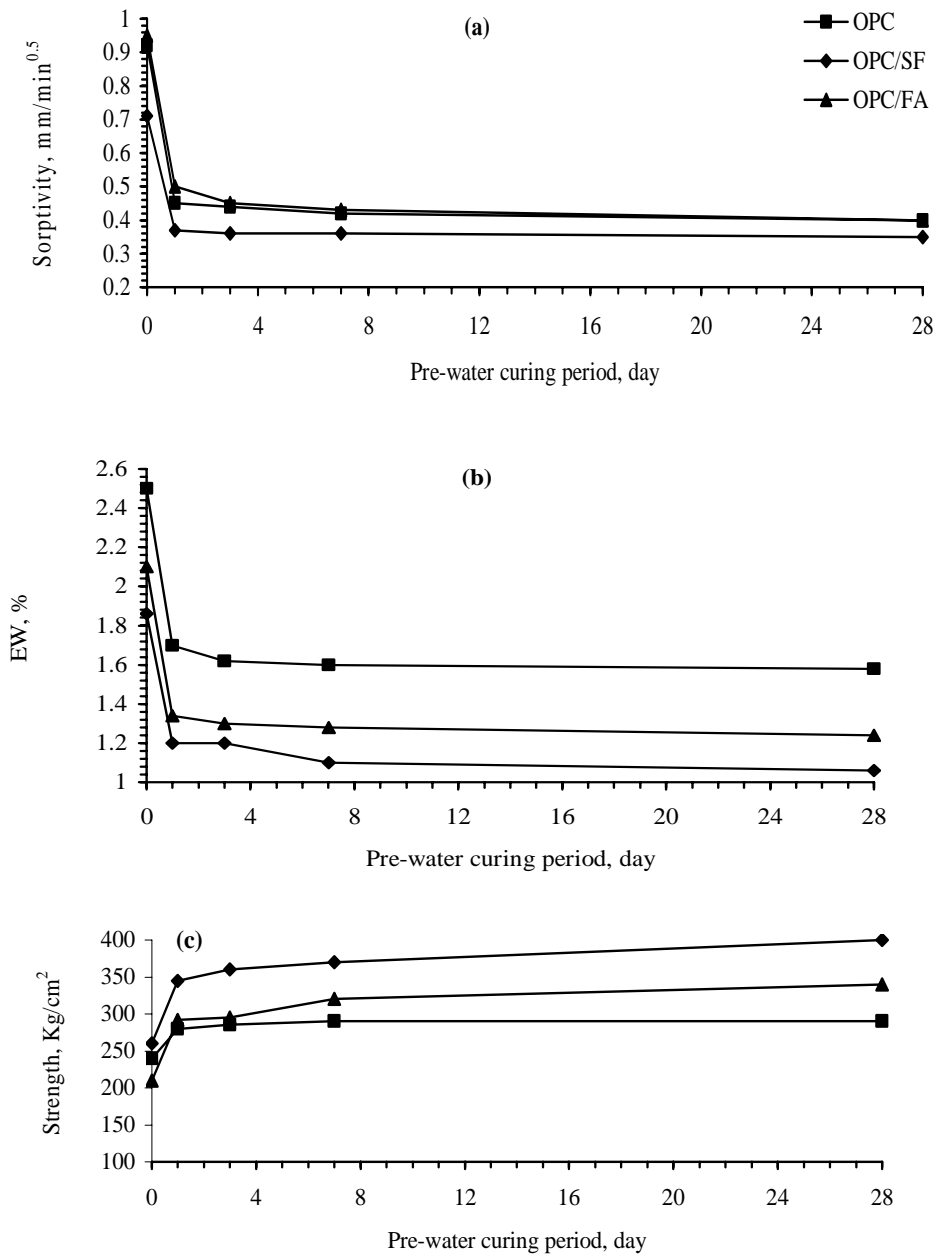 (a)
OPC
OPC/SF
OPC/FA
Sorptivity, mm/min0.5
1
0.9
0.8
0.7
0.6
0.5
0.4
0.3
0.2
0 4 8 12 16 20 24 28
Pre-water curing period, day
(b)
EW, %
2.6
2.4
2.2
2
1.8
1.6
1.4
1.2
1
0 4 8 12 16 20 24 28
Pre-water curing period, day
(c)
Strength, Kg/cm2
400
350
300
250
200
150
100
0 4 8 12 16 20 24 28
Pre-water curing period, day